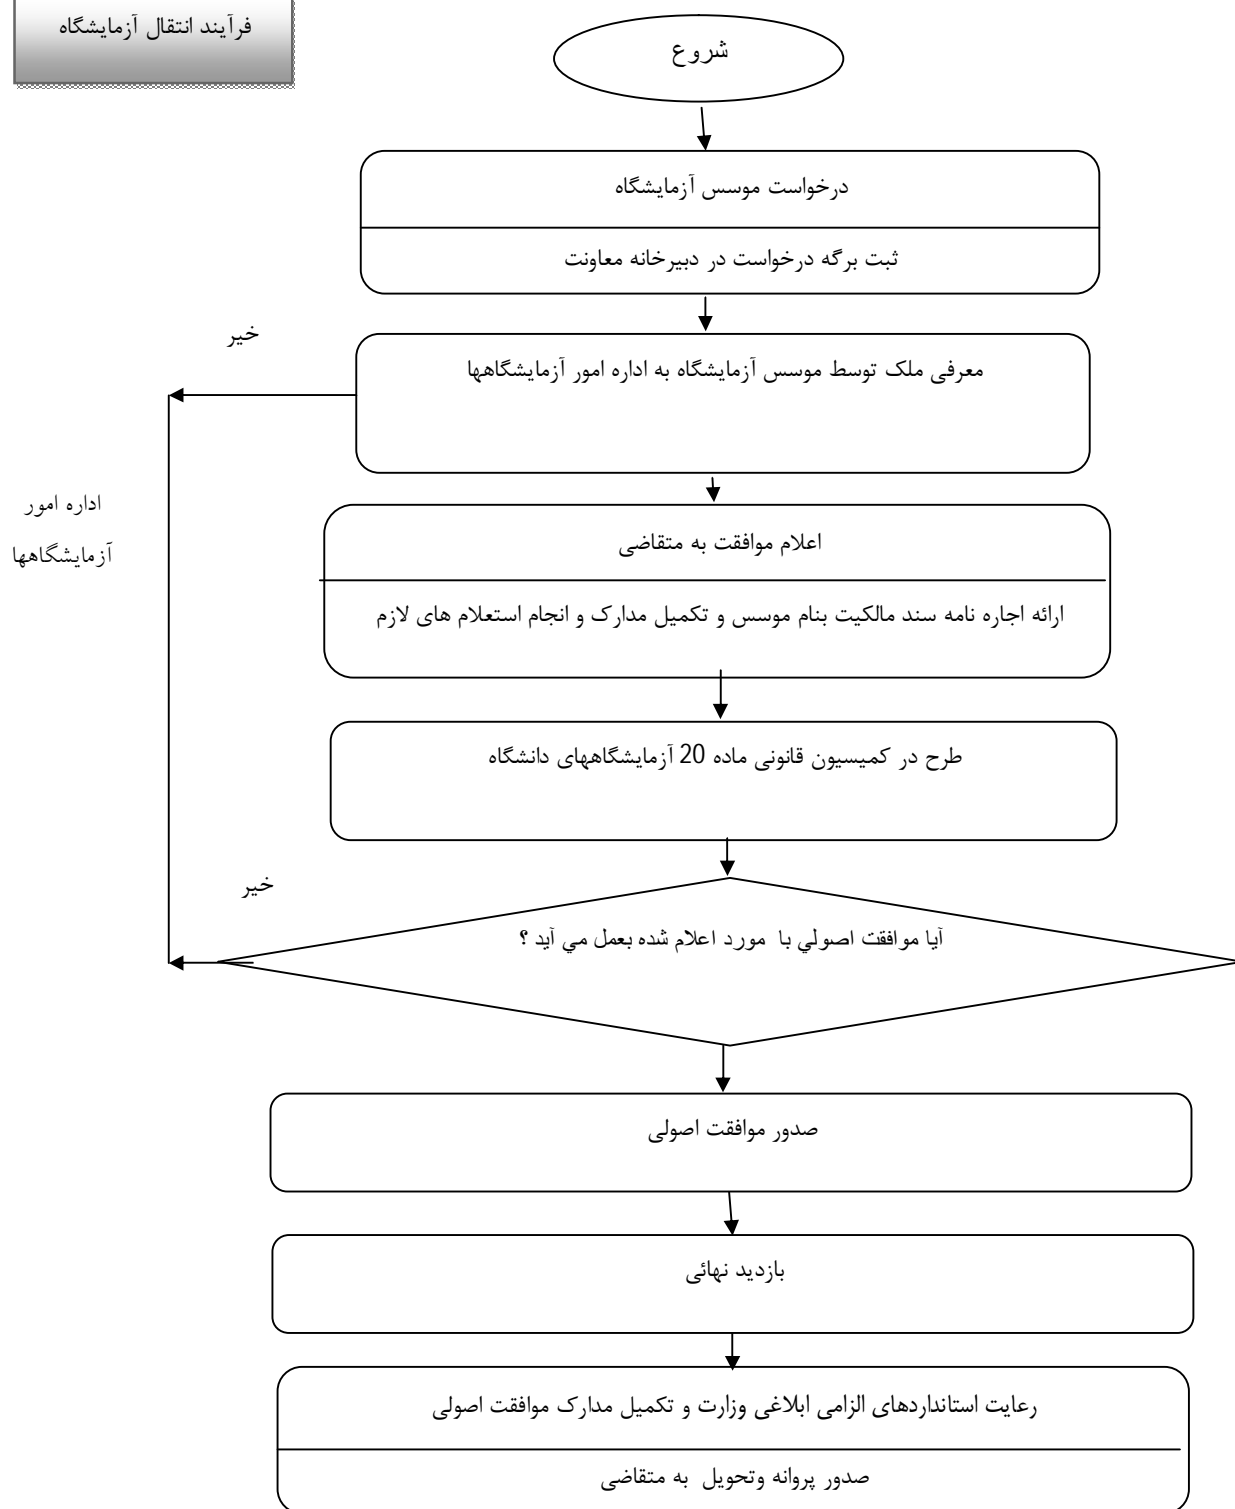 فرآیند انتقال آزمایشگاه
شروع
درخواست موسس آزمایشگاه
ثبت برگه درخواست در دبیرخانه معاونت
خیر
معرفی ملک توسط موسس آزمایشگاه به اداره امور آزمایشگاهها
اداره امور
آزمایشگاهها
اعلام موافقت به متقاضی
ارائه اجاره نامه سند مالکیت بنام موسس و تکمیل مدارک و انجام استعلام های لازم
طرح در کمیسیون قانونی ماده 20 آزمایشگاههای دانشگاه
خیر
آيا موافقت اصولي با مورد اعلام شده بعمل مي آيد ؟
صدور موافقت اصولی
بازدید نهائی
رعایت استانداردهای الزامی ابلاغی وزارت و تکمیل مدارک موافقت اصولی
صدور پروانه وتحویل به متقاضی